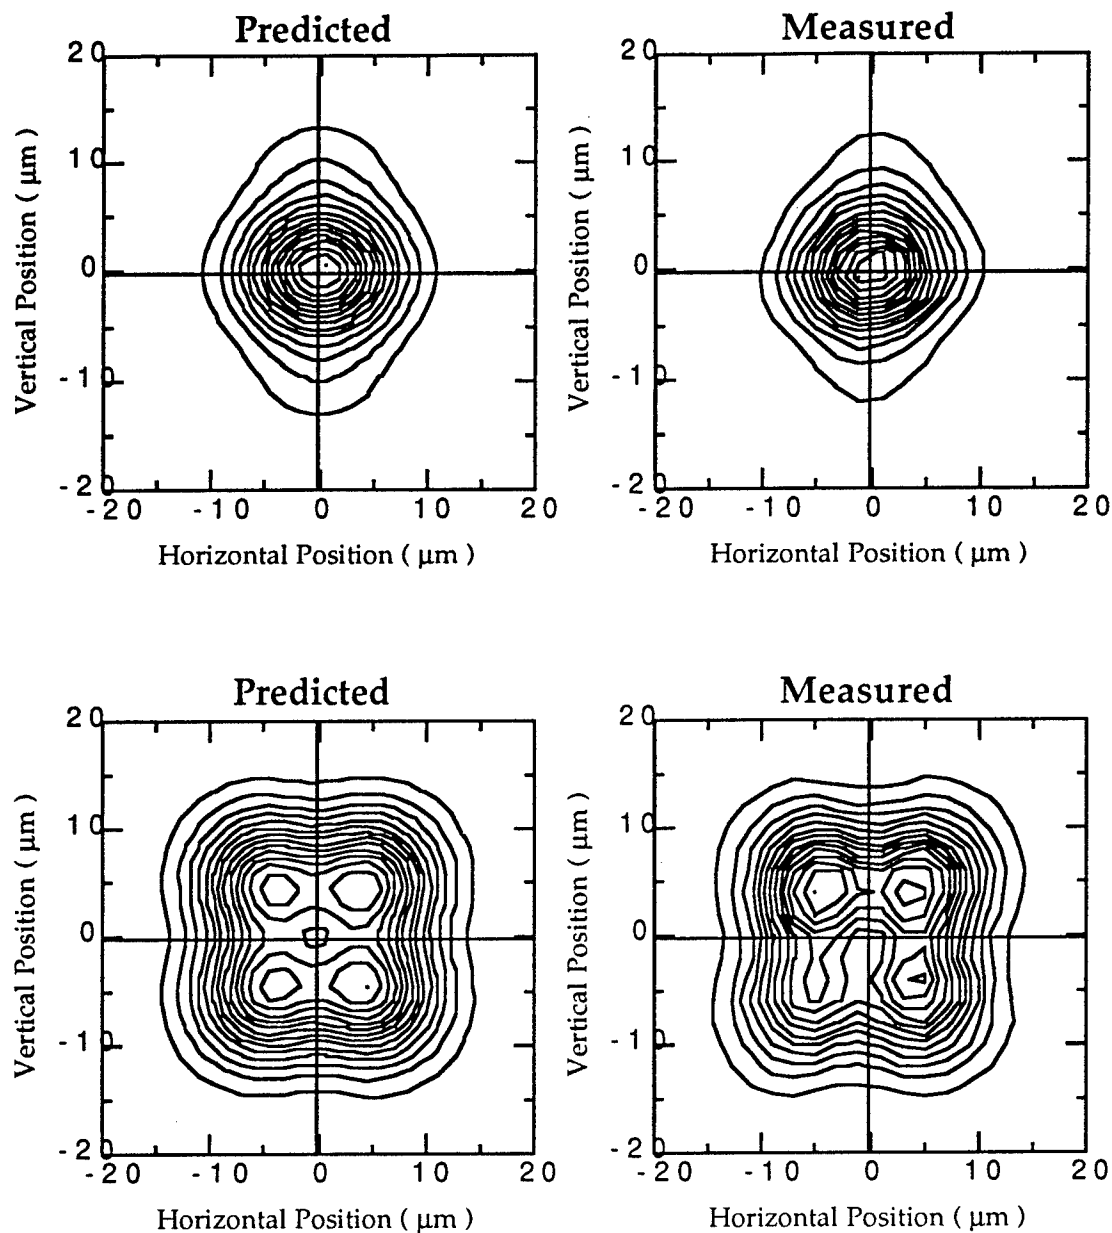 Predicted Measured
20 20
10 10
0 0
-10 -10
-20 -20
-20 -10 0 10 20 -20 -10 0 10 20
Vertical Position ( µm ) Vertical Position ( µm )
Horizontal Position ( µm ) Horizontal Position ( µm )
Predicted Measured
20 20
10 10
0 0
-10 -10
-20 -20
-20 -10 0 10 20 -20 -10 0 10 20
Vertical Position ( µm ) Vertical Position ( µm )
Horizontal Position ( µm ) Horizontal Position ( µm )